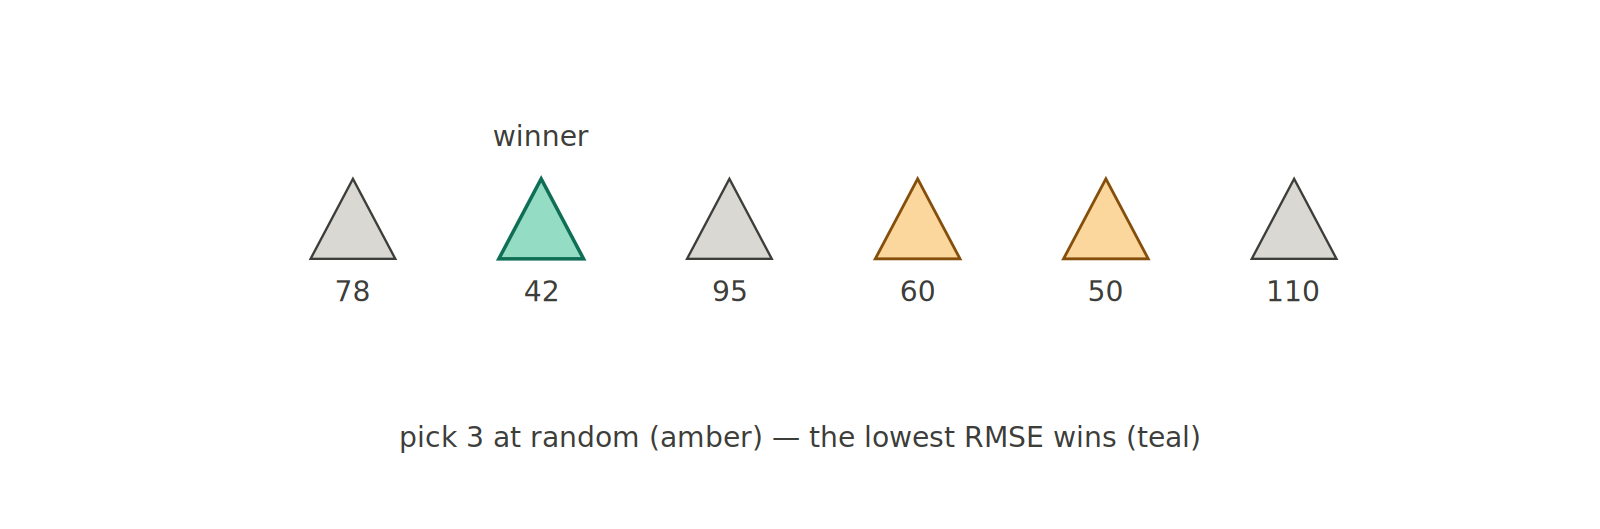 winner
78 42 95 60 50 110
pick 3 at random (amber) — the lowest RMSE wins (teal)